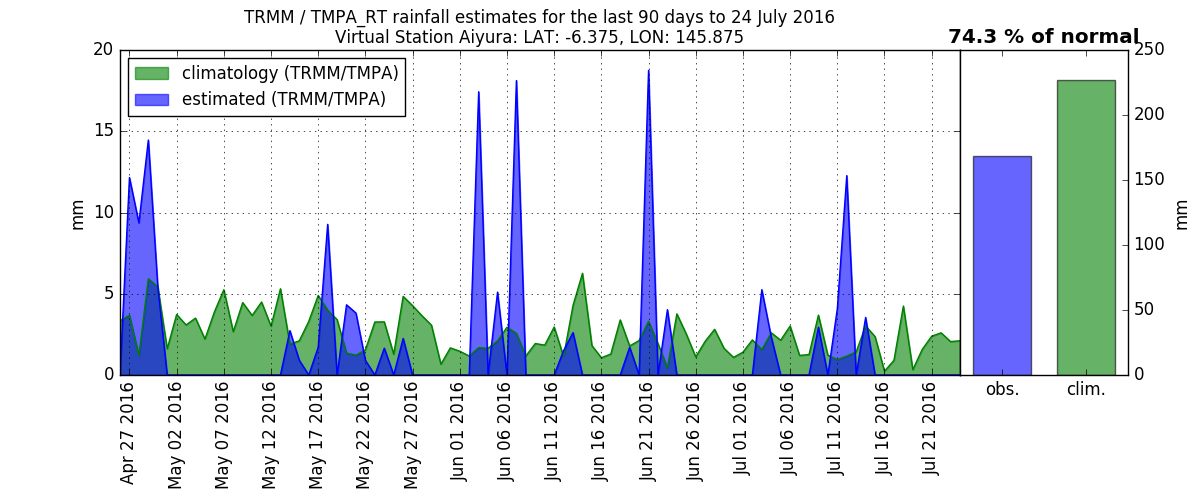 TRMM / TMPA_RT rainfall estimates for the last 90 days to 24 July 2016
Virtual Station Aiyura: LAT: -6.375, LON: 145.875
74.3 % of normal
climatology (TRMM/TMPA)
estimated (TRMM/TMPA)
20
15
10
5
0
mm
250
200
150
100
50
0
mm
obs.
clim.
Apr 27 2016
May 02 2016
May 07 2016
May 12 2016
May 17 2016
May 22 2016
May 27 2016
Jun 01 2016
Jun 06 2016
Jun 11 2016
Jun 16 2016
Jun 21 2016
Jun 26 2016
Jul 01 2016
Jul 06 2016
Jul 11 2016
Jul 16 2016
Jul 21 2016